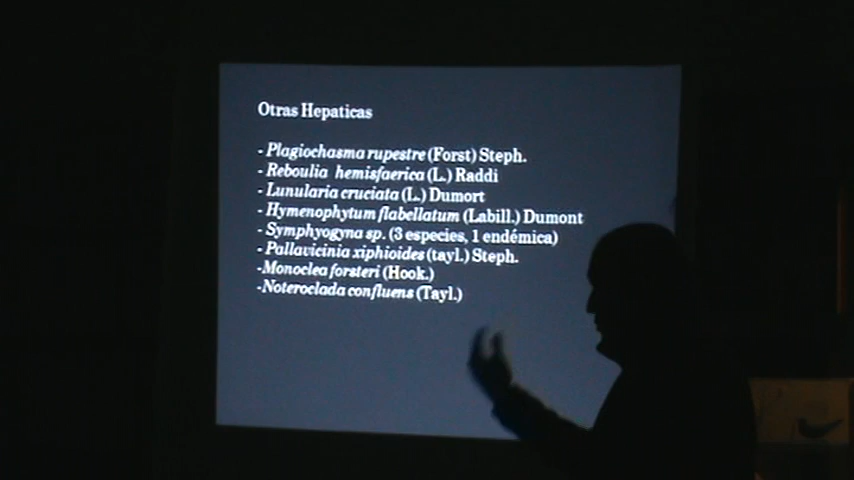 Otras Hepaticas
- Plagiochasma rupestre (Forst) Steph.
- Reboulia hemisfaerica (L.) Raddi
- Lunularia cruciata (L.) Dumort
- Hymenophytum flabellatum (Labill.) Dumont
- Symphyogyna sp. (3 especies, 1 endémica)
- Pallavicinia xiphioides (tayl.) Steph.
-Monoclea forsteri (Hook.)
-Noteroclada confluens (Tayl.)